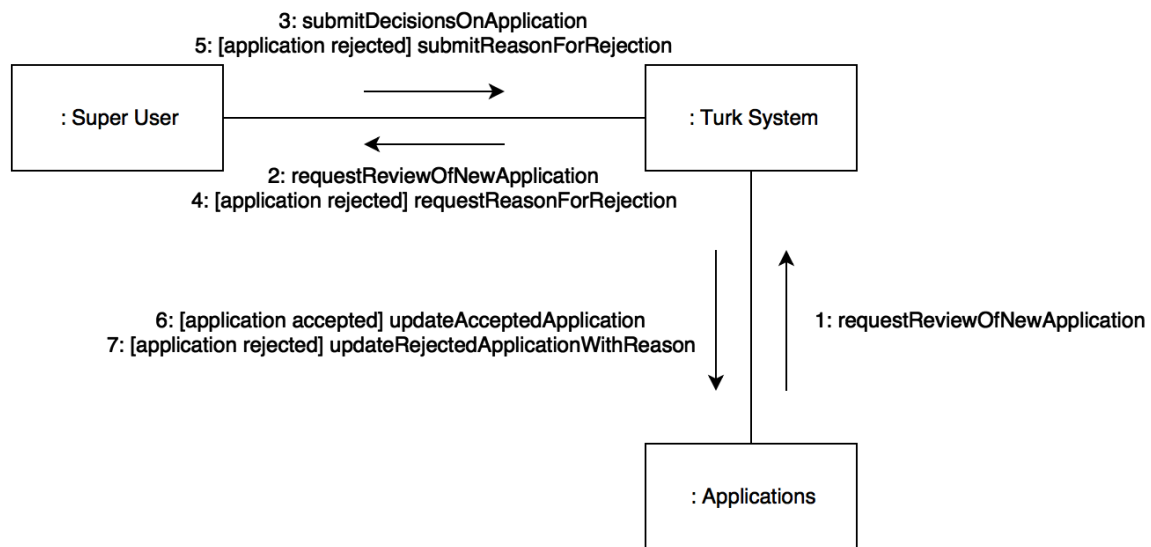 3: submitDecisionsOnApplication
5: [application rejected] submitReasonForRejection
: Super User
: Turk System
2: requestReviewOfNewApplication
4: [application rejected] requestReasonForRejection
6: [application accepted] updateAcceptedApplication
7: [application rejected] updateRejectedApplicationWithReason
1: requestReviewOfNewApplication
: Applications